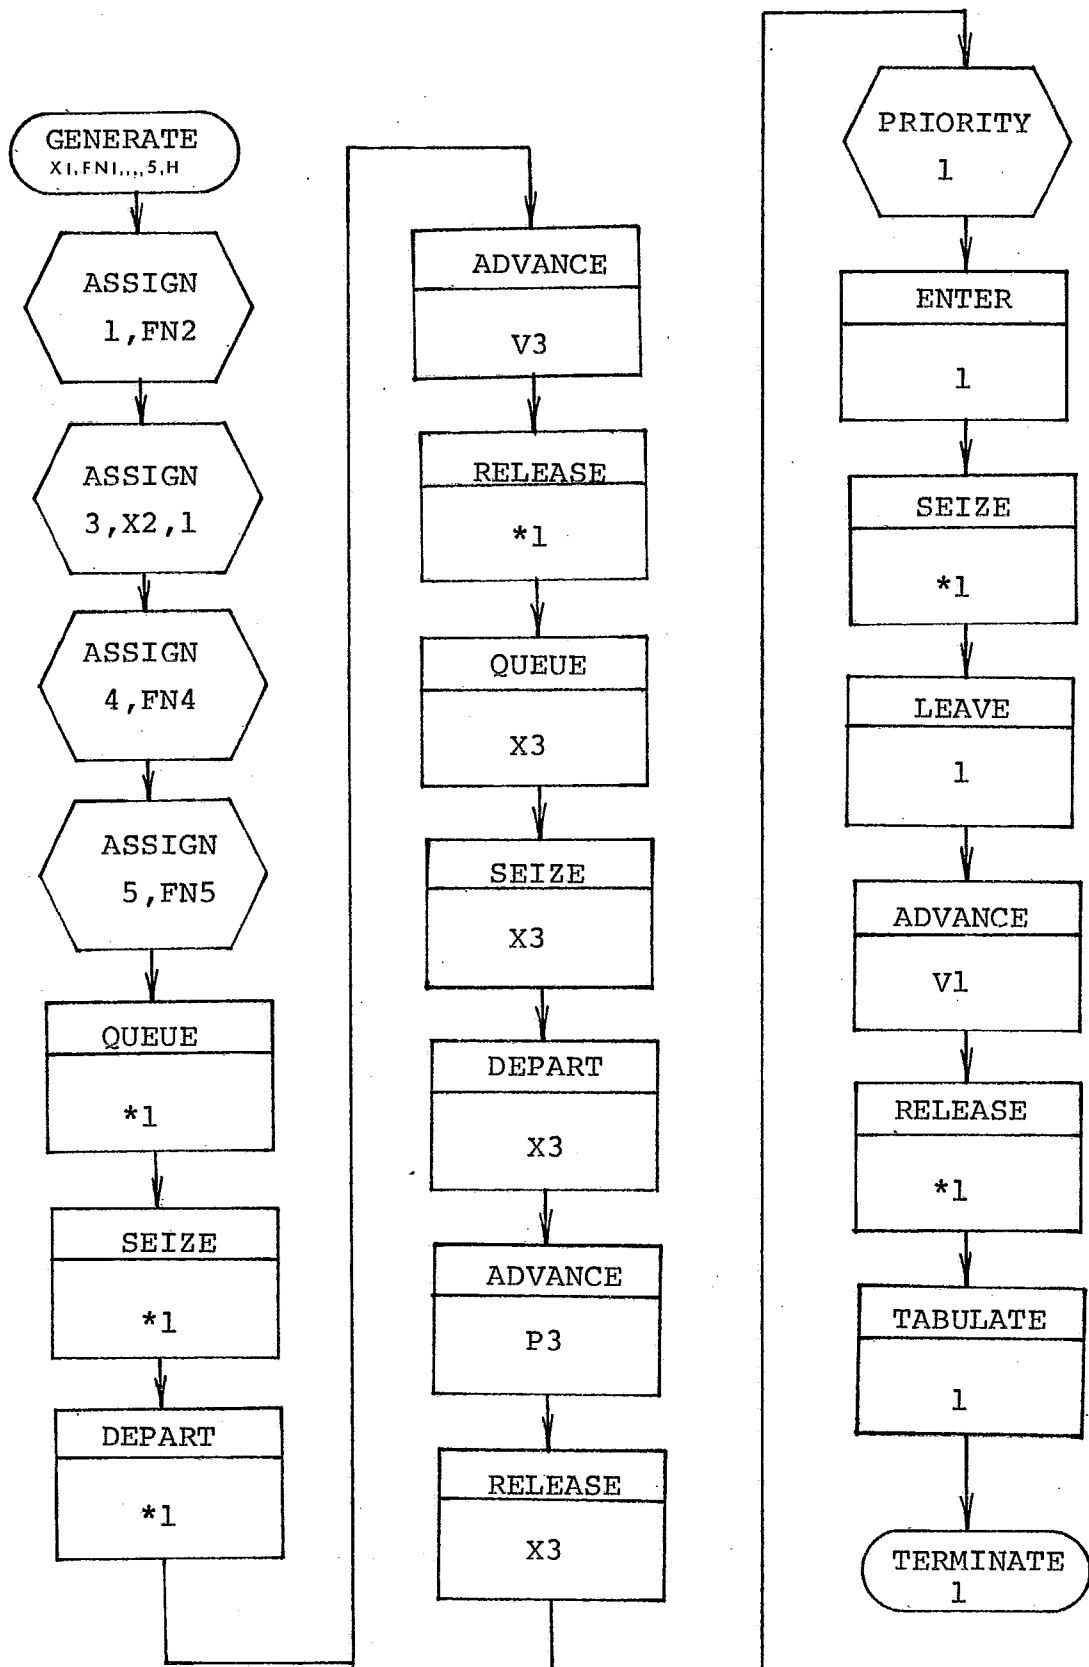 GENERATE
X1,FN1,,,,5,H
ASSIGN
1,FN2
ASSIGN
3,X2,1
ASSIGN
4,FN4
ASSIGN
5,FN5
QUEUE
*1
SEIZE
*1
DEPART
*1
ADVANCE
V3
RELEASE
*1
QUEUE
X3
SEIZE
X3
DEPART
X3
ADVANCE
P3
RELEASE
X3
PRIORITY
1
ENTER
1
SEIZE
*1
LEAVE
1
ADVANCE
V1
RELEASE
*1
TABULATE
1
TERMINATE
1